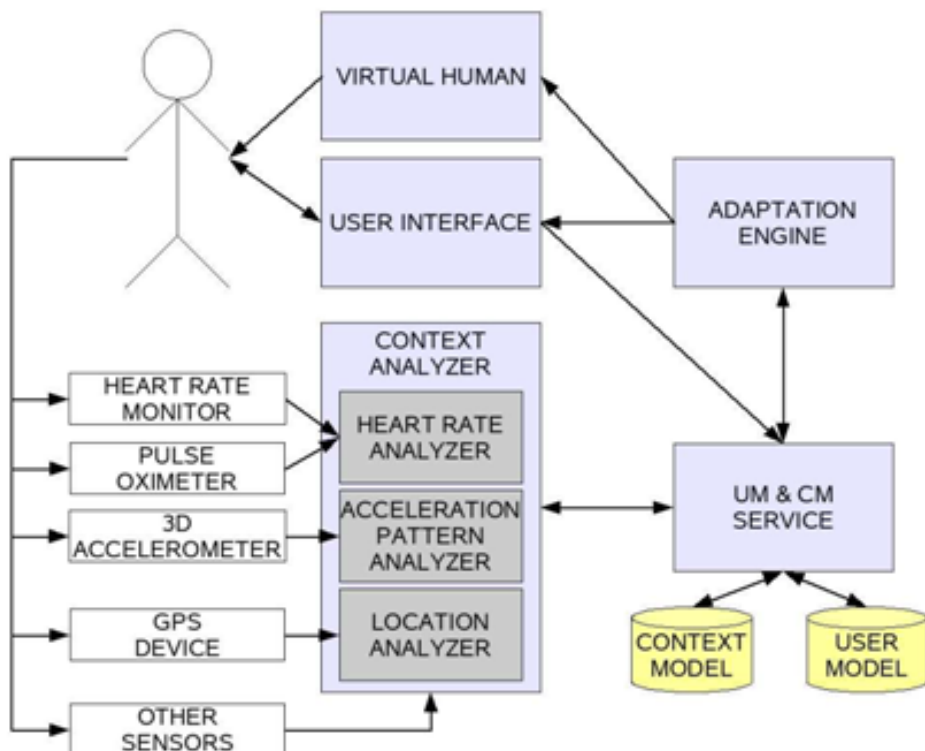 VIRTUAL HUMAN
USER INTERFACE
ADAPTATION
ENGINE
CONTEXT
ANALYZER
HEART RATE
MONITOR
HEART RATE
ANALYZER
PULSE
OXIMETER
3D
ACCELEROMETER
ACCELERATION
PATTERN
ANALYZER
UM & CM
SERVICE
GPS
DEVICE
LOCATION
ANALYZER
CONTEXT
MODEL
USER
MODEL
OTHER
SENSORS